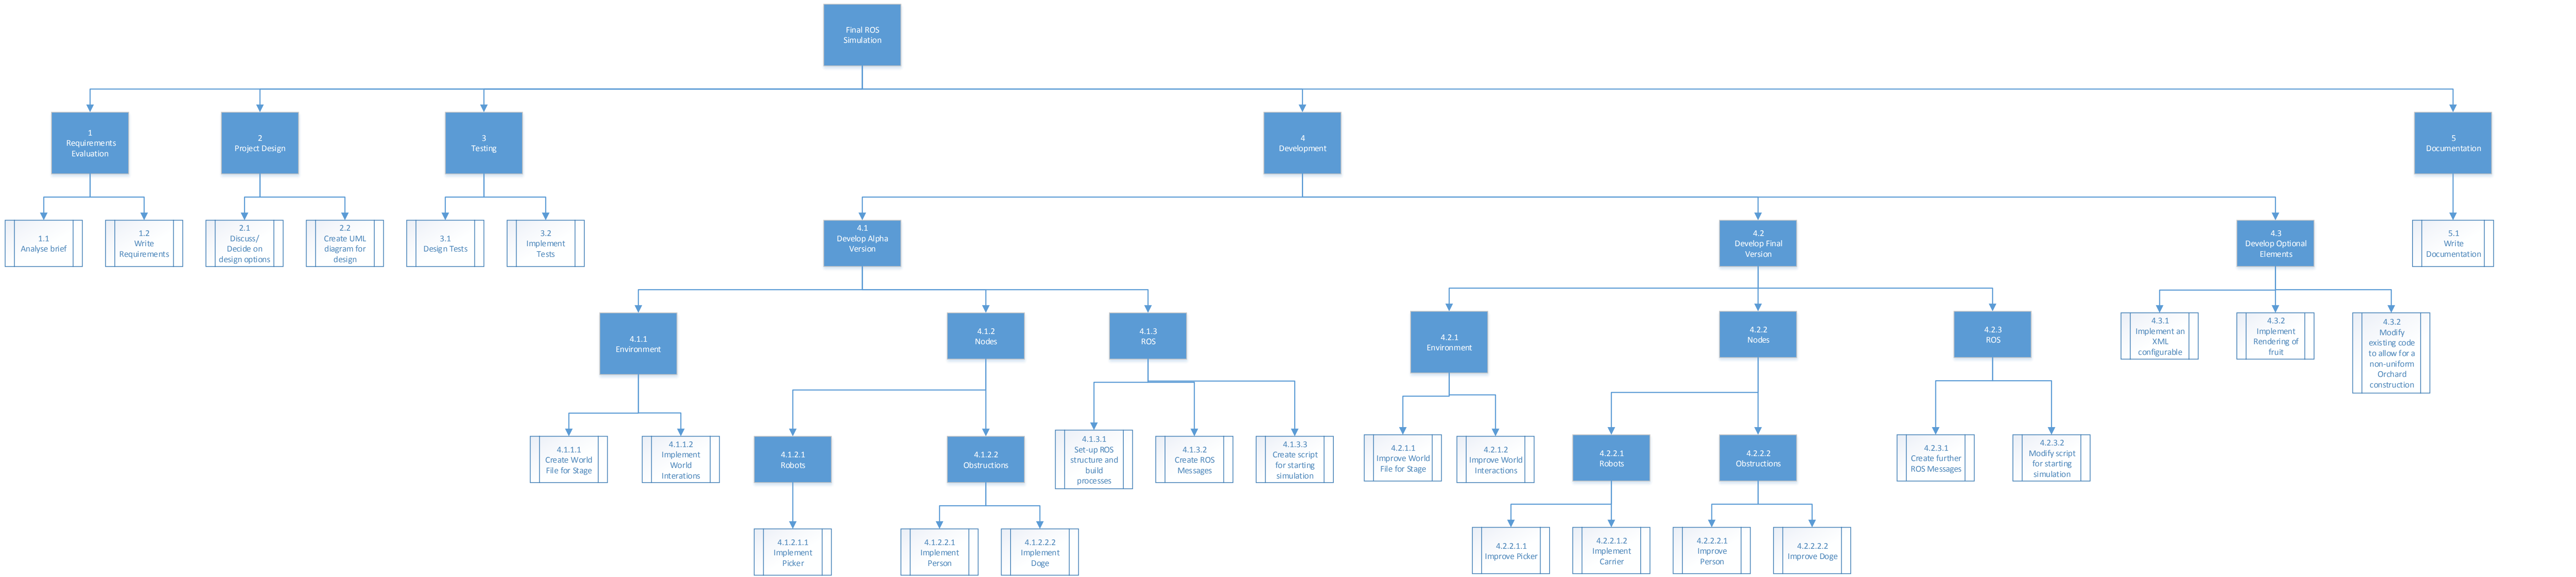 Final ROS
Simulation
1
Requirements
Evaluation
2
Project Design
3
Testing
4
Development
5
Documentation
1.1
Analyse brief
1.2
Write
Requirements
2.1
Discuss/
Decide on
design options
2.2
Create UML
diagram for
design
3.1
Design Tests
3.2
Implement
Tests
4.1
Develop Alpha
Version
4.2
Develop Final
Version
4.3
Develop Optional
Elements
5.1
Write
Documentation
4.1.1
Environment
4.1.2
Nodes
4.1.3
ROS
4.2.1
Environment
4.2.2
Nodes
4.2.3
ROS
4.3.1
Implement an
XML
configurable
4.3.2
Implement
Rendering of
fruit
4.3.2
Modify
existing code
to allow for a
non-uniform
Orchard
construction
4.1.1.1
Create World
File for Stage
4.1.1.2
Implement
World
Interations
4.1.2.1
Robots
4.1.2.2
Obstructions
4.1.3.1
Set-up ROS
structure and
build
processes
4.1.3.2
Create ROS
Messages
4.1.3.3
Create script
for starting
simulation
4.2.1.1
Improve World
File for Stage
4.2.1.2
Improve World
Interactions
4.2.2.1
Robots
4.2.2.2
Obstructions
4.2.3.1
Create further
ROS Messages
4.2.3.2
Modify script
for starting
simulation
4.1.2.1.1
Implement
Picker
4.1.2.2.1
Implement
Person
4.1.2.2.2
Implement
Doge
4.2.2.1.1
Improve Picker
4.2.2.1.2
Implement
Carrier
4.2.2.2.1
Improve
Person
4.2.2.2.2
Improve Doge